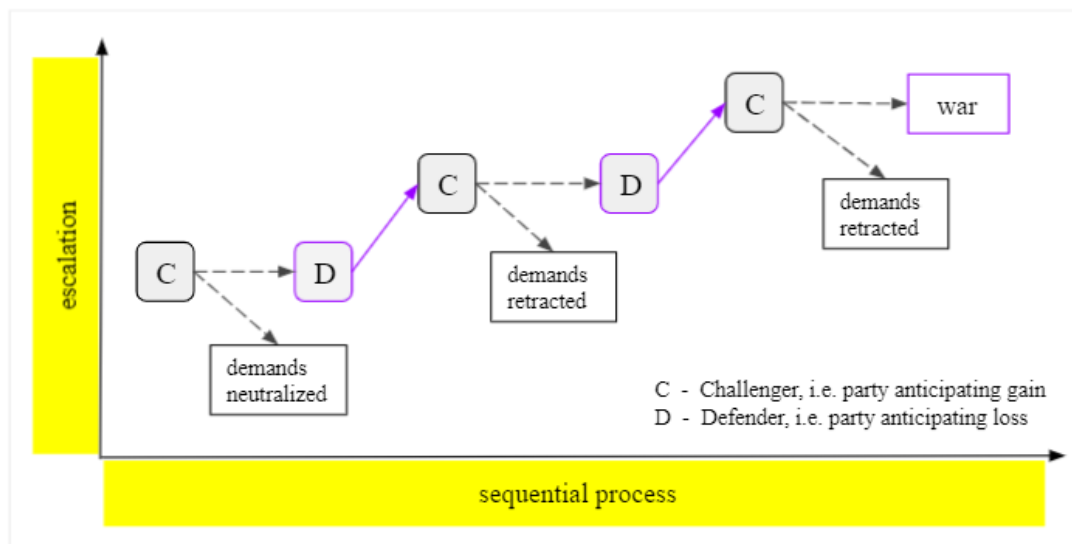 C
war
C
D
demands
retracted
escalation
C
D
demands
retracted
demands
neutralized
C - Challenger, i.e. party anticipating gain
D - Defender, i.e. party anticipating loss
sequential process